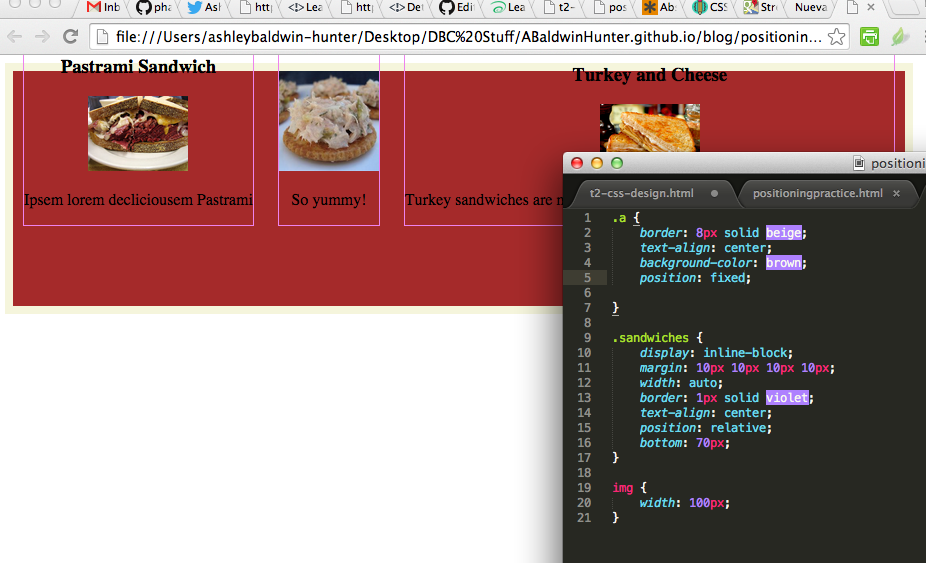 Inb
pha
Ash
http
Lea
http
Det
Edit
Lea
t2-
pos
Abs
CSS
Stro
Nueva
file:///Users/ashleybaldwin-hunter/Desktop/DBC%20Stuff/ABaldwinHunter.github.io/blog/positionin...
Pastrami Sandwich
Turkey and Cheese
Ipsem lorem decliciousem Pastrami
So yummy!
Turkey sandwiches are
positioni
t2-css-design.html
positioningpractice.html
1 .a {
2 border: 8px solid beige;
3 text-align: center;
4 background-color: brown;
5 position: fixed;
6
7 }
8
9 .sandwiches {
10 display: inline-block;
11 margin: 10px 10px 10px 10px;
12 width: auto;
13 border: 1px solid violet;
14 text-align: center;
15 position: relative;
16 bottom: 70px;
17 }
18
19 img {
20 width: 100px;
21 }